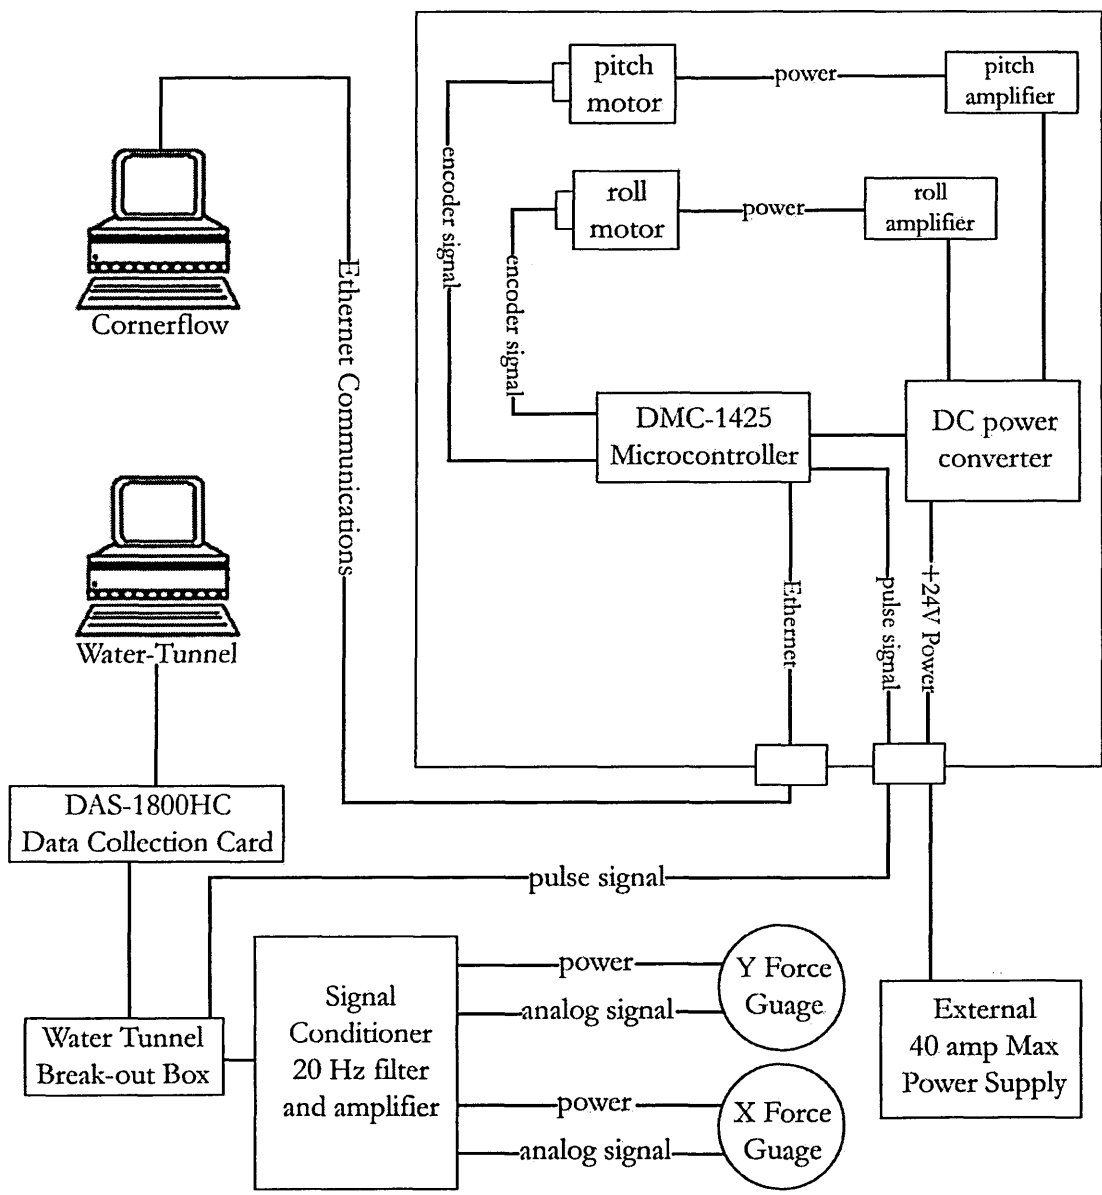 pitch
motor
power
pitch
amplifier
encoder signal
roll
motor
power
roll
amplifier
encoder signal
Cornerflow
Ethernet Communications
DMC-1425
Microcontroller
DC power
converter
Ethernet
pulse signal
+24V Power
Water-Tunnel
DAS-1800HC
Data Collection Card
pulse signal
Signal
Conditioner
20 Hz filter
and amplifier
power
analog signal
Y Force
Guage
Water Tunnel
Break-out Box
power
analog signal
X Force
Guage
External
40 amp Max
Power Supply